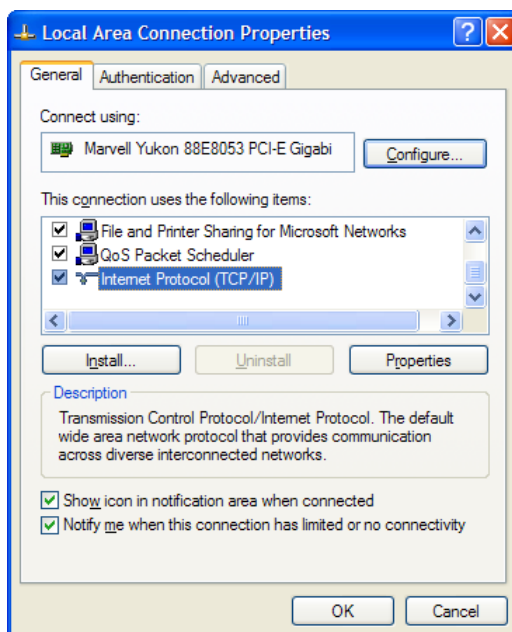 Local Area Connection Properties
General Authentication Advanced
Connect using:
Marvell Yukon 88E8053 PCI-E Gigabi
Configure...
This connection uses the following items:
File and Printer Sharing for Microsoft Networks
QoS Packet Scheduler
Internet Protocol (TCP/IP)
Install... Uninstall Properties
Description
Transmission Control Protocol/Internet Protocol. The default
wide area network protocol that provides communication
across diverse interconnected networks.
Show icon in notification area when connected
Notify me when this connection has limited or no connectivity
OK Cancel